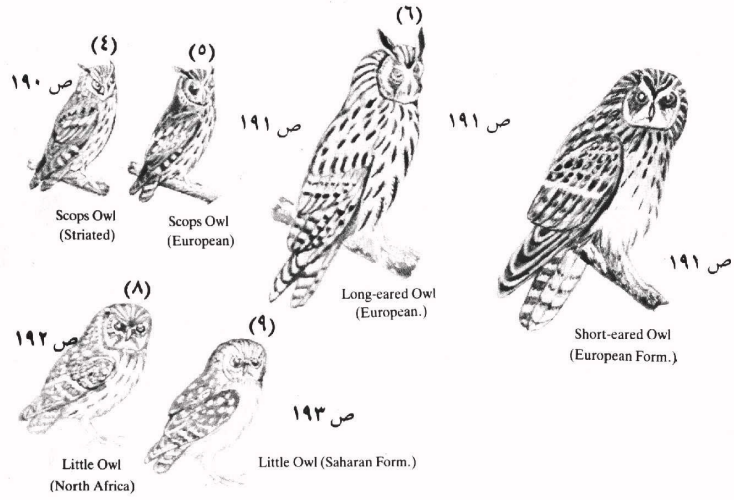 (٤)
(٥)
(٦)
ص ١٩٠
ص ١٩١
ص ١٩١
Scops Owl
(Striated)
Scops Owl
(European)
Long-eared Owl
(European.)
ص ١٩١
Short-eared Owl
(European Form.)
(٨)
(٩)
ص ١٩٢
ص ١٩٣
Little Owl
(North Africa)
Little Owl (Saharan Form.)